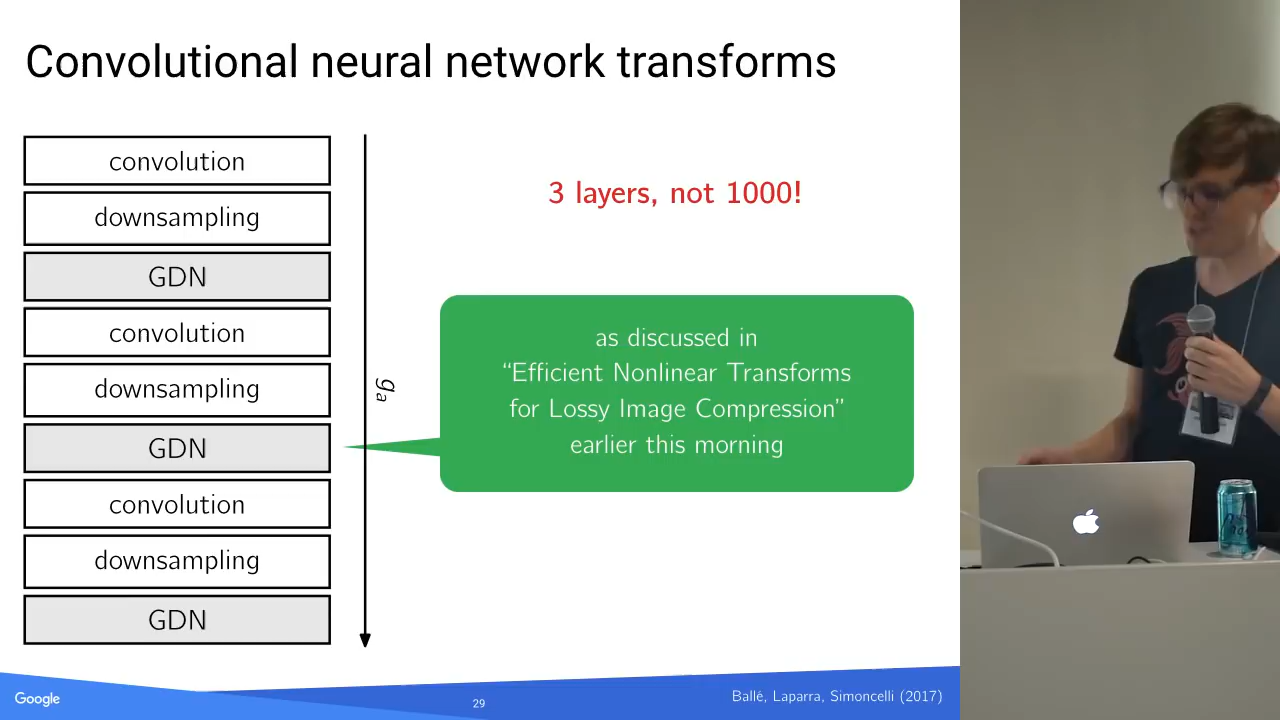 Convolutional neural network transforms
convolution
downsampling
GDN
convolution
downsampling
GDN
convolution
downsampling
GDN
g_a
3 layers, not 1000!
as discussed in
“Efficient Nonlinear Transforms
for Lossy Image Compression”
earlier this morning
Google
29
Ballé, Laparra, Simoncelli (2017)